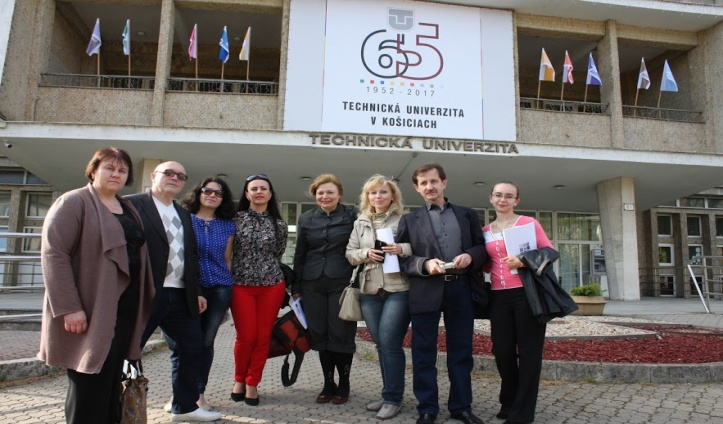 65
1952 - 2017
TECHNICKÁ UNIVERZITA
V KOŠICIACH
TECHNICKÁ UNIVERZITA